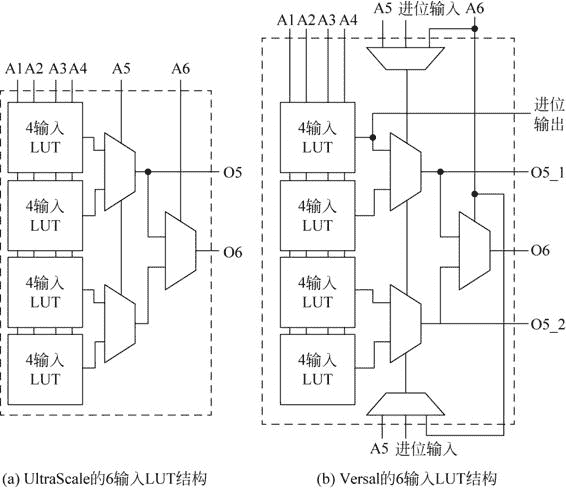 A5 进位输入 A6
A1 A2 A3 A4
A1 A2 A3 A4 A5 A6
4输入
LUT
4输入
LUT
4输入
LUT
4输入
LUT
O5
O6
4输入
LUT
4输入
LUT
4输入
LUT
4输入
LUT
进位
输出
O5_1
O6
O5_2
A5 进位输入
(a) UltraScale的6输入LUT结构
(b) Versal的6输入LUT结构